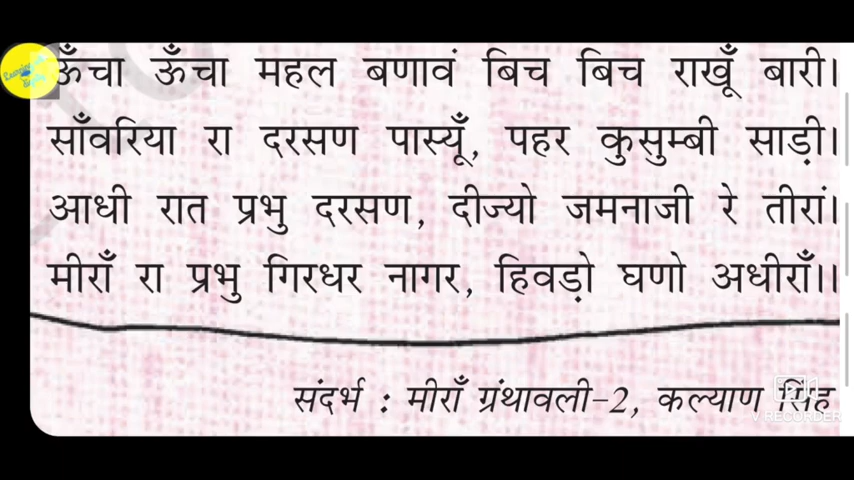 ऊँचा ऊँचा महल बणावं बिच बिच राखूँ बारी।
साँवरिया रा दरसण पास्यूँ, पहर कुसुम्बी साड़ी।
आधी रात प्रभु दरसण, दीज्यो जमनाजी रे तीरां।
मीराँ रा प्रभु गिरधर नागर, हिवड़ो घणो अधीराँ।।
संदर्भ : मीराँ ग्रंथावली-2, कल्याण सिंह
V RECORDER